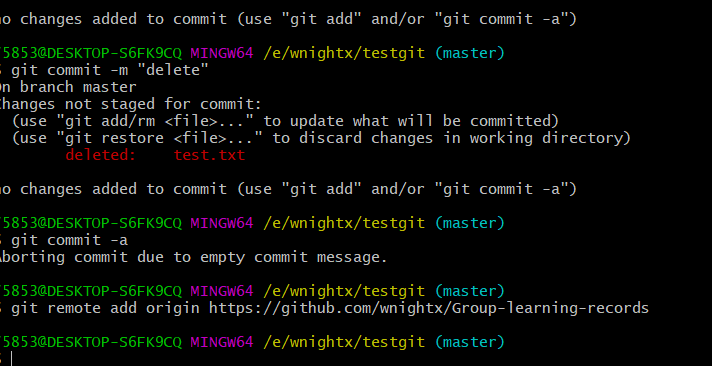 no changes added to commit (use "git add" and/or "git commit -a")
75853@DESKTOP-S6FK9CQ MINGW64 /e/wnightx/testgit (master)
$ git commit -m "delete"
On branch master
Changes not staged for commit:
(use "git add/rm <file>..." to update what will be committed)
(use "git restore <file>..." to discard changes in working directory)
deleted: test.txt
no changes added to commit (use "git add" and/or "git commit -a")
75853@DESKTOP-S6FK9CQ MINGW64 /e/wnightx/testgit (master)
$ git commit -a
Aborting commit due to empty commit message.
75853@DESKTOP-S6FK9CQ MINGW64 /e/wnightx/testgit (master)
$ git remote add origin https://github.com/wnightx/Group-learning-records
75853@DESKTOP-S6FK9CQ MINGW64 /e/wnightx/testgit (master)
$